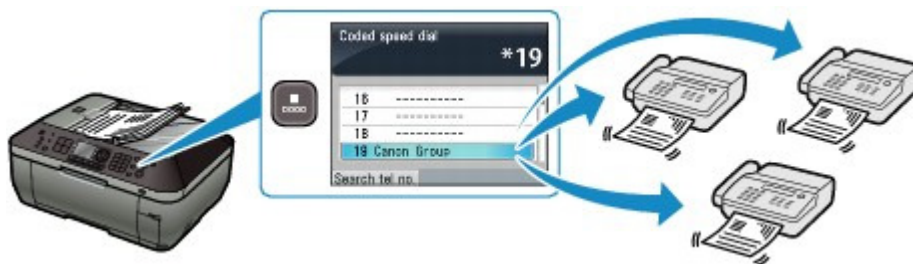 Coded speed dial
*19
16 ----------
17 ----------
18 ----------
19 Canon Group
Search tel no.